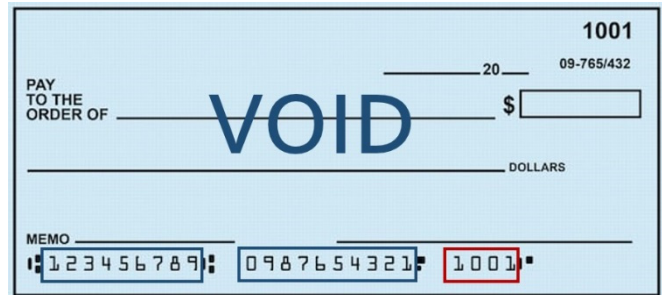 1001
20 09-765/432
PAY
TO THE
ORDER OF $
VOID
DOLLARS
MEMO
⑆123456789⑆ 0987654321⑈ 1001⑈